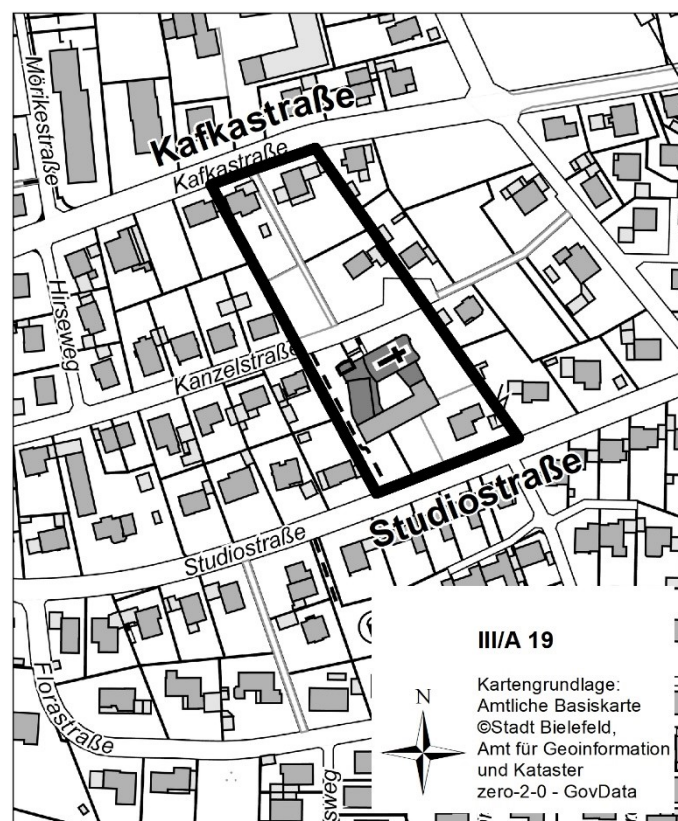 Mörikestraße
Kafkastraße
Kafkastraße
Hirseweg
Kanzelstraße
Studiostraße
Studiostraße
Florastraße
III/A 19
N
Kartengrundlage:
Amtliche Basiskarte
©Stadt Bielefeld,
Amt für Geoinformation
und Kataster
zero-2-0 - GovData